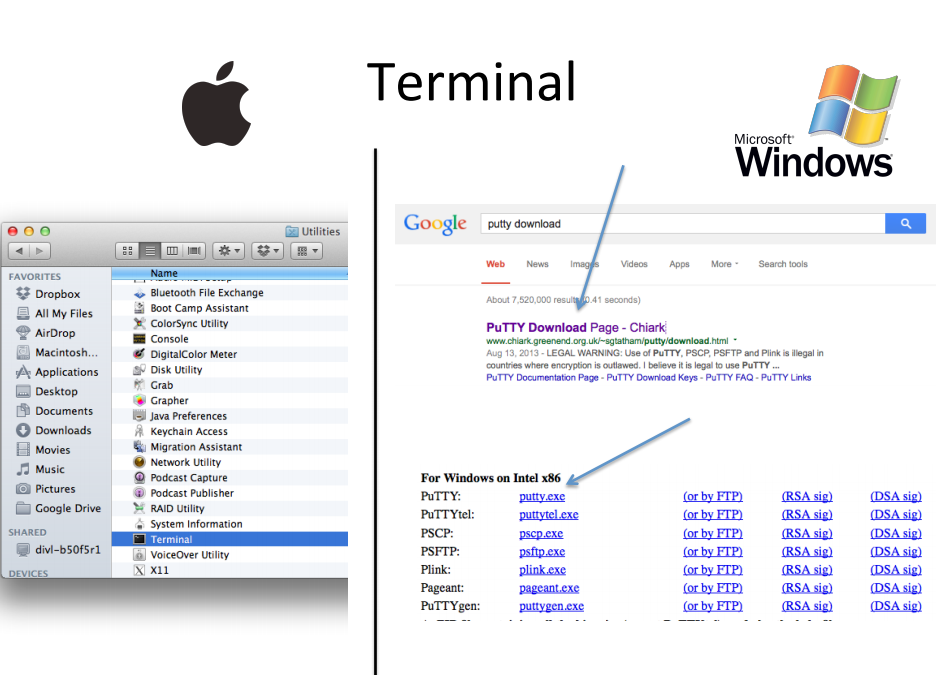 Terminal
Microsoft®
Windows
Utilities
FAVORITES
Dropbox
All My Files
AirDrop
Macintosh...
Applications
Desktop
Documents
Downloads
Movies
Music
Pictures
Google Drive
SHARED
divl-b50f5r1
DEVICES
Name
Bluetooth File Exchange
Boot Camp Assistant
ColorSync Utility
Console
DigitalColor Meter
Disk Utility
Grab
Grapher
Java Preferences
Keychain Access
Migration Assistant
Network Utility
Podcast Capture
Podcast Publisher
RAID Utility
System Information
Terminal
VoiceOver Utility
X11
Google putty download
Web News Images Videos Apps More Search tools
About 7,520,000 results (0.41 seconds)
PuTTY Download Page - Chiark
www.chiark.greenend.org.uk/~sgtatham/putty/download.html
Aug 13, 2013 - LEGAL WARNING: Use of PuTTY, PSCP, PSFTP and Plink is illegal in
countries where encryption is outlawed. I believe it is legal to use PuTTY ...
PuTTY Documentation Page - PuTTY Download Keys - PuTTY FAQ - PuTTY Links
For Windows on Intel x86
PuTTY: putty.exe (or by FTP) (RSA sig) (DSA sig)
PuTTYtel: puttytel.exe (or by FTP) (RSA sig) (DSA sig)
PSCP: pscp.exe (or by FTP) (RSA sig) (DSA sig)
PSFTP: psftp.exe (or by FTP) (RSA sig) (DSA sig)
Plink: plink.exe (or by FTP) (RSA sig) (DSA sig)
Pageant: pageant.exe (or by FTP) (RSA sig) (DSA sig)
PuTTYgen: puttygen.exe (or by FTP) (RSA sig) (DSA sig)